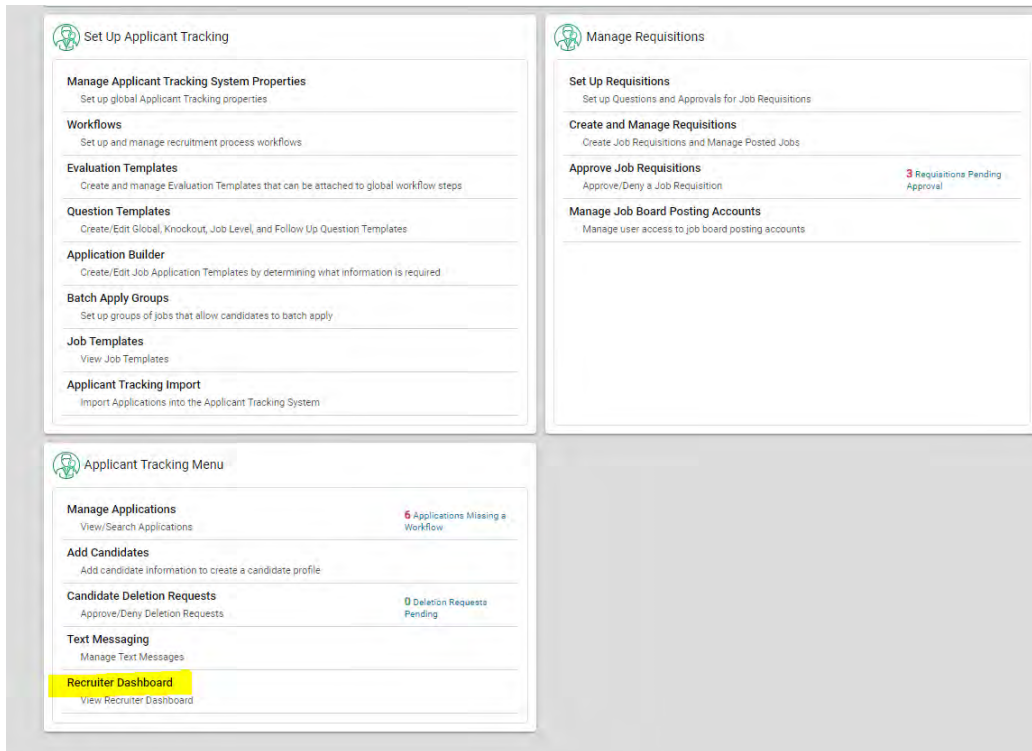 Set Up Applicant Tracking
Manage Applicant Tracking System Properties
Set up global Applicant Tracking properties
Workflows
Set up and manage recruitment process workflows
Evaluation Templates
Create and manage Evaluation Templates that can be attached to global workflow steps
Question Templates
Create/Edit Global, Knockout, Job Level, and Follow Up Question Templates
Application Builder
Create/Edit Job Application Templates by determining what information is required
Batch Apply Groups
Set up groups of jobs that allow candidates to batch apply
Job Templates
View Job Templates
Applicant Tracking Import
Import Applications into the Applicant Tracking System
Manage Requisitions
Set Up Requisitions
Set up Questions and Approvals for Job Requisitions
Create and Manage Requisitions
Create Job Requisitions and Manage Posted Jobs
Approve Job Requisitions
Approve/Deny a Job Requisition
3 Requisitions Pending
Approval
Manage Job Board Posting Accounts
Manage user access to job board posting accounts
Applicant Tracking Menu
Manage Applications
View/Search Applications
6 Applications Missing a
Workflow
Add Candidates
Add candidate information to create a candidate profile
Candidate Deletion Requests
Approve/Deny Deletion Requests
0 Deletion Requests
Pending
Text Messaging
Manage Text Messages
Recruiter Dashboard
View Recruiter Dashboard